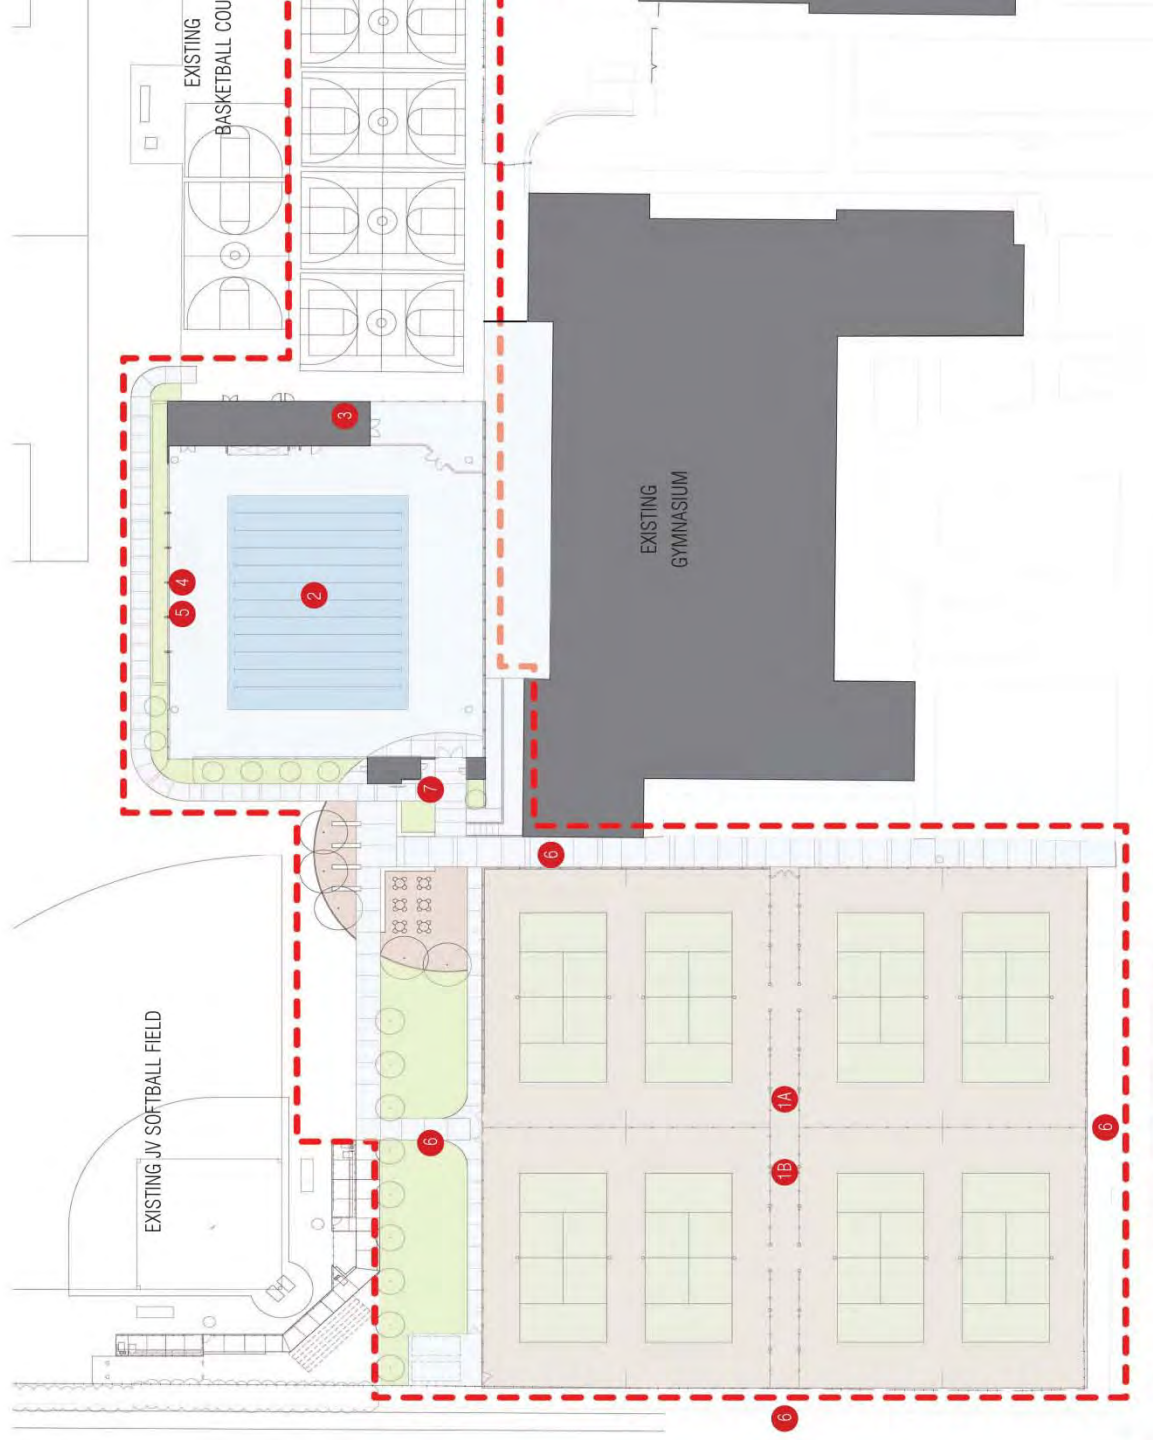 EXISTING
BASKETBALL COU
3
4
5
2
EXISTING
GYMNASIUM
7
6
EXISTING JV SOFTBALL FIELD
6
1A
1B
6
6